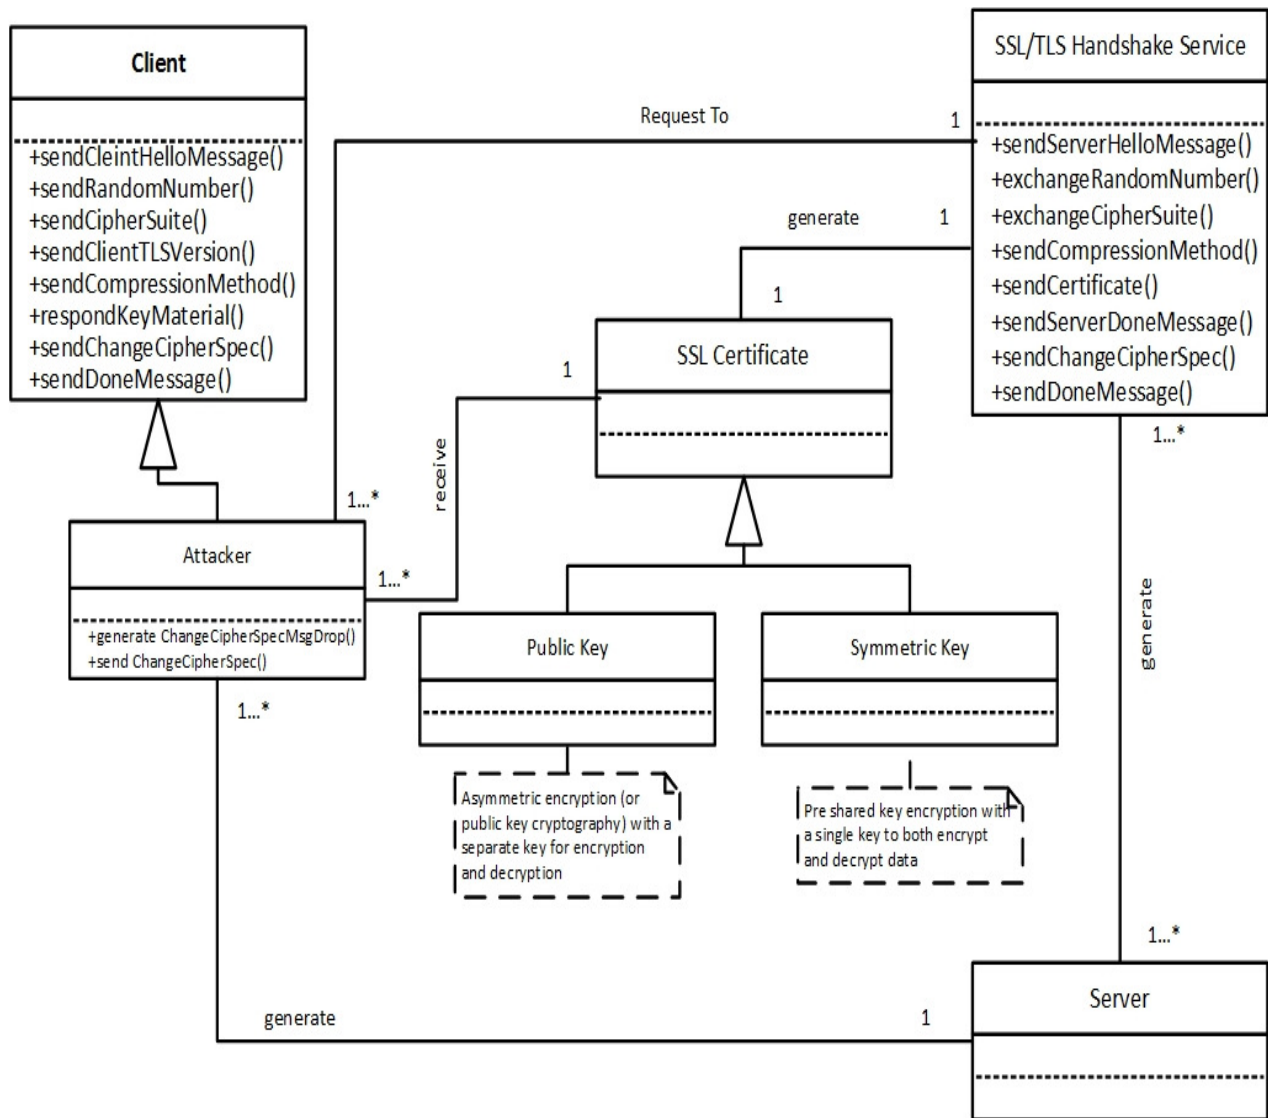 Client
+sendCleintHelloMessage()
+sendRandomNumber()
+sendCipherSuite()
+sendClientTLSVersion()
+sendCompressionMethod()
+respondKeyMaterial()
+sendChangeCipherSpec()
+sendDoneMessage()
SSL/TLS Handshake Service
+sendServerHelloMessage()
+exchangeRandomNumber()
+exchangeCipherSuite()
+sendCompressionMethod()
+sendCertificate()
+sendServerDoneMessage()
+sendChangeCipherSpec()
+sendDoneMessage()
Request To
1
1...*
generate
1
1
SSL Certificate
receive
1
1...*
Attacker
+generate ChangeCipherSpecMsgDrop()
+send ChangeCipherSpec()
1...*
Public Key
Symmetric Key
Asymmetric encryption (or
public key cryptography) with a
separate key for encryption
and decryption
Pre shared key encryption with
a single key to both encrypt
and decrypt data
1...*
generate
1...*
Server
generate
1